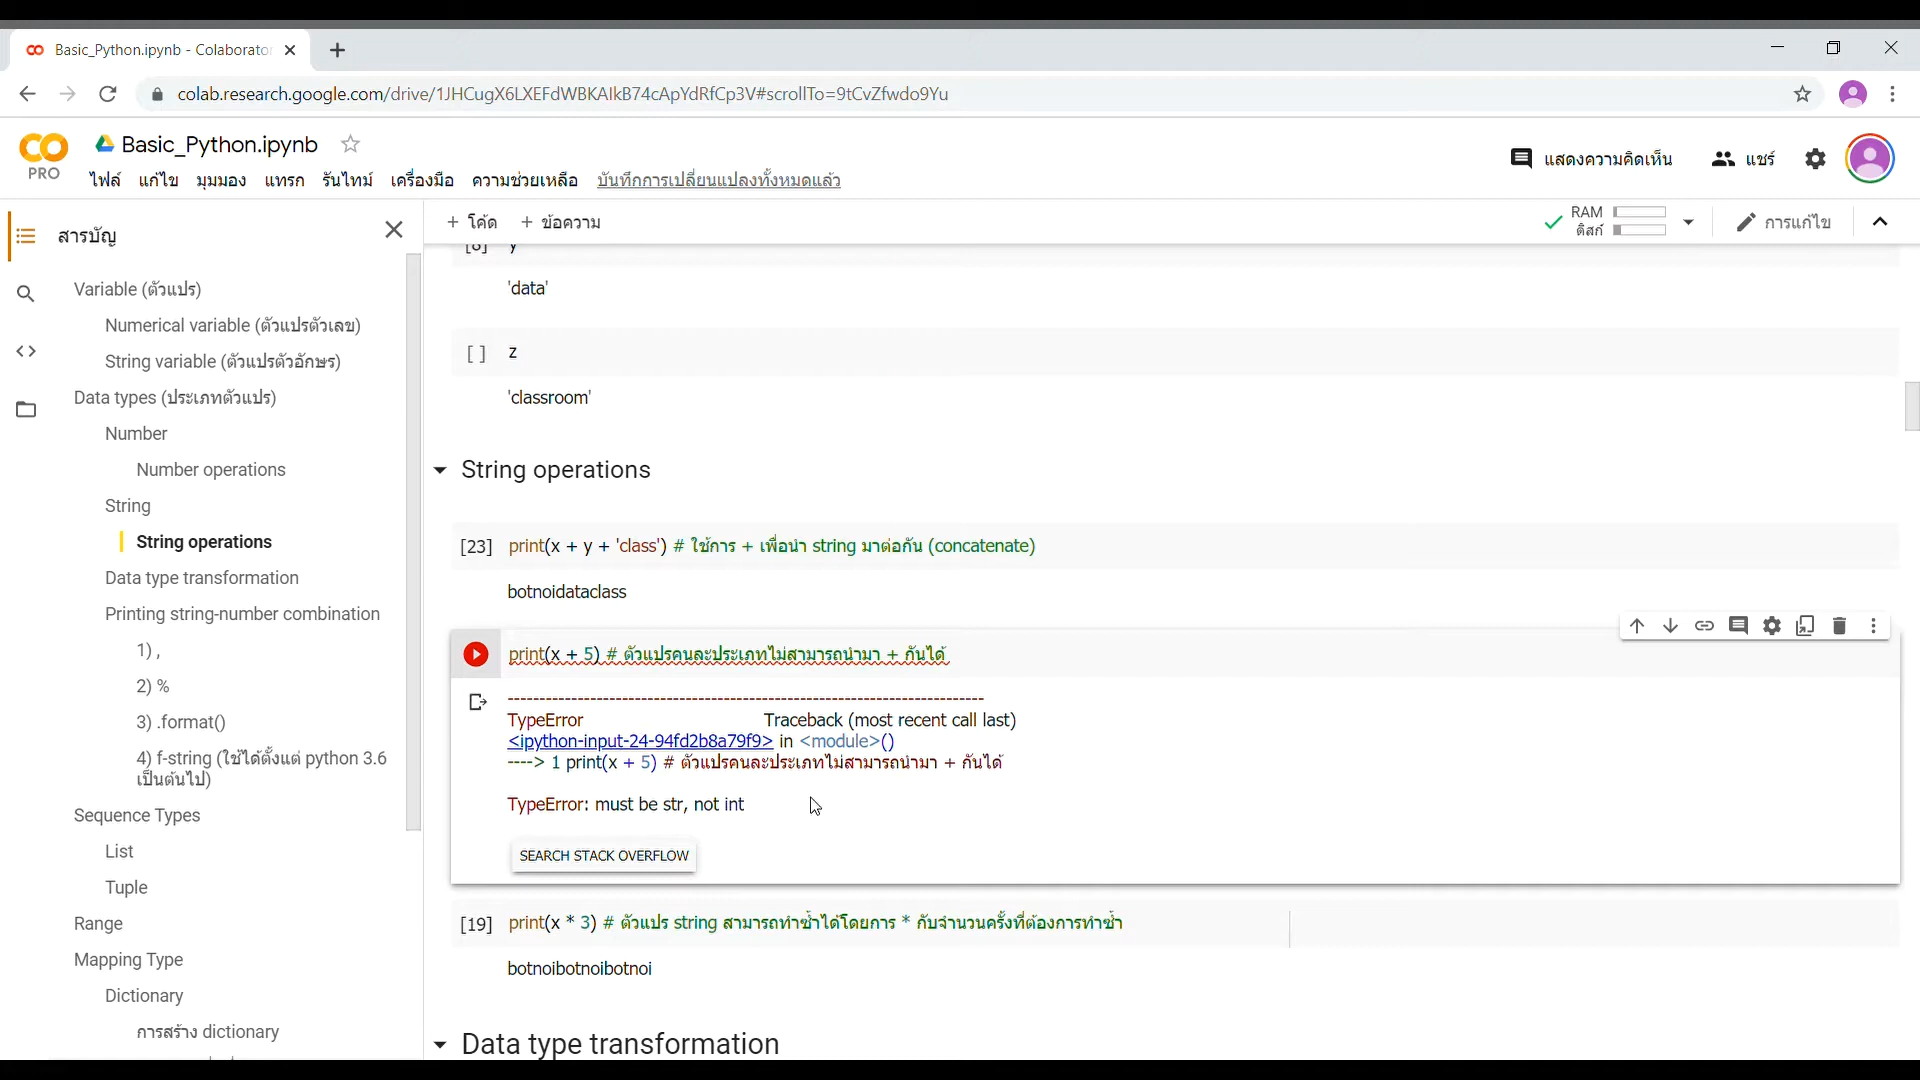 Basic_Python.ipynb - Colaborator
colab.research.google.com/drive/1JHCugX6LXEFdWBKAIkB74cApYdRfCp3V#scrollTo=9tCvZfwdo9Yu
PRO
Basic_Python.ipynb
ไฟล์ แก้ไข มุมมอง แทรก รันไทม์ เครื่องมือ ความช่วยเหลือ บันทึกการเปลี่ยนแปลงทั้งหมดแล้ว
แสดงความคิดเห็น แชร์
+ โค้ด + ข้อความ
RAM
ดิสก์
การแก้ไข
สารบัญ
Variable (ตัวแปร)
Numerical variable (ตัวแปรตัวเลข)
String variable (ตัวแปรตัวอักษร)
Data types (ประเภทตัวแปร)
Number
Number operations
String
String operations
Data type transformation
Printing string-number combination
1) ,
2) %
3) .format()
4) f-string (ใช้ได้ตั้งแต่ python 3.6
เป็นต้นไป)
Sequence Types
List
Tuple
Range
Mapping Type
Dictionary
การสร้าง dictionary
y
'data'
[ ] z
'classroom'
String operations
[23] print(x + y + 'class') # ใช้การ + เพื่อนำ string มาต่อกัน (concatenate)
botnoidataclass
print(x + 5) # ตัวแปรคนละประเภทไม่สามารถนำมา + กันได้
---------------------------------------------------------------------------
TypeError Traceback (most recent call last)
<ipython-input-24-94fd2b8a79f9> in <module>()
----> 1 print(x + 5) # ตัวแปรคนละประเภทไม่สามารถนำมา + กันได้
TypeError: must be str, not int
SEARCH STACK OVERFLOW
[19] print(x * 3) # ตัวแปร string สามารถทำซ้ำได้โดยการ * กับจำนวนครั้งที่ต้องการทำซ้ำ
botnoibotnoibotnoi
Data type transformation